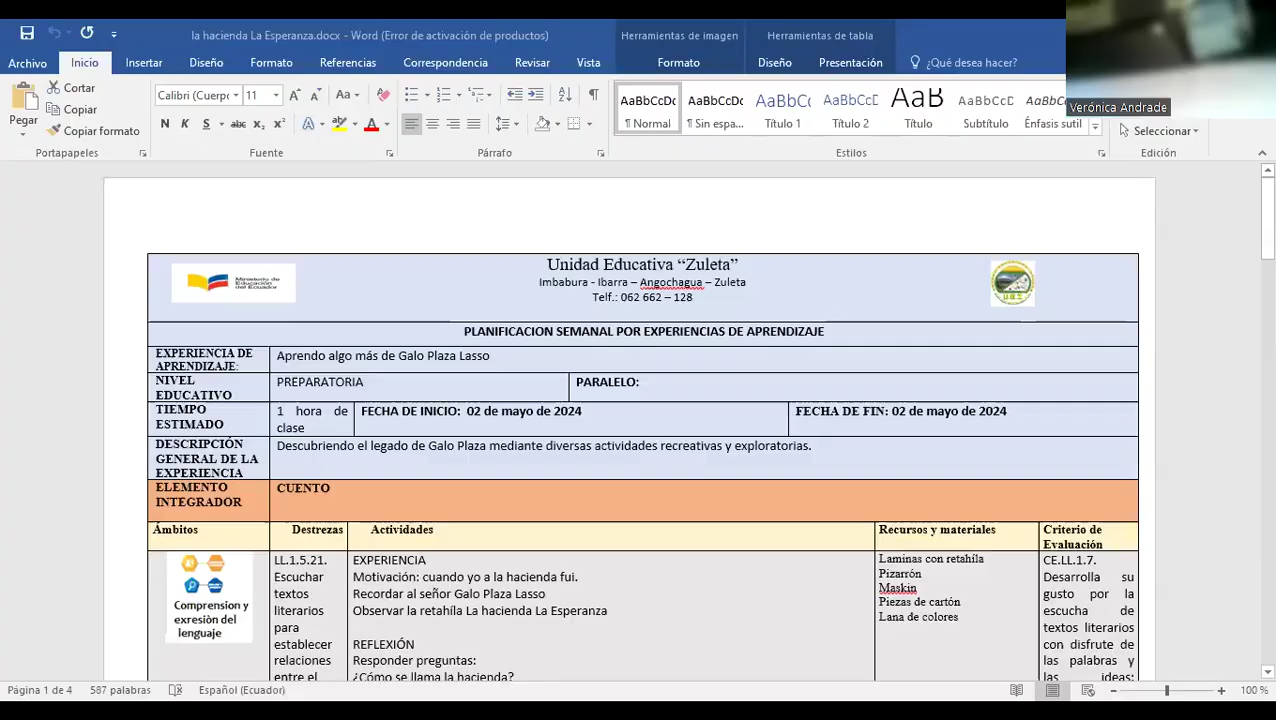 la hacienda La Esperanza.docx - Word (Error de activación de productos)
Herramientas de imagen
Herramientas de tabla
Archivo
Inicio
Insertar
Diseño
Formato
Referencias
Correspondencia
Revisar
Vista
Formato
Diseño
Presentación
¿Qué desea hacer?
Verónica Andrade
Pegar
Cortar
Copiar
Copiar formato
Portapapeles
Calibri (Cuerpo
11
Aa
N K S abc x₂ x²
Fuente
Párrafo
AaBbCcDc
¶ Normal
AaBbCcDc
¶ Sin espa...
AaBbCc
Título 1
AaBbCcD
Título 2
AaB
Título
AaBbCcD
Subtítulo
AaBbCc
Énfasis sutil
Estilos
Seleccionar
Edición
Ministerio de
Educación
del Ecuador
Unidad Educativa “Zuleta”
Imbabura - Ibarra – Angochagua – Zuleta
Telf.: 062 662 – 128
PLANIFICACION SEMANAL POR EXPERIENCIAS DE APRENDIZAJE
EXPERIENCIA DE
APRENDIZAJE:
Aprendo algo más de Galo Plaza Lasso
NIVEL
EDUCATIVO
PREPARATORIA
PARALELO:
TIEMPO
ESTIMADO
1 hora de
clase
FECHA DE INICIO: 02 de mayo de 2024
FECHA DE FIN: 02 de mayo de 2024
DESCRIPCIÓN
GENERAL DE LA
EXPERIENCIA
Descubriendo el legado de Galo Plaza mediante diversas actividades recreativas y exploratorias.
ELEMENTO
INTEGRADOR
CUENTO
Ámbitos
Destrezas
Actividades
Recursos y materiales
Criterio de
Evaluación
Comprension y
exresiòn del
lenguaje
LL.1.5.21.
Escuchar
textos
literarios
para
establecer
relaciones
entre el
EXPERIENCIA
Motivación: cuando yo a la hacienda fui.
Recordar al señor Galo Plaza Lasso
Observar la retahíla La hacienda La Esperanza
REFLEXIÓN
Responder preguntas:
¿Cómo se llama la hacienda?
Laminas con retahíla
Pizarrón
Maskin
Piezas de cartón
Lana de colores
CE.LL.1.7.
Desarrolla su
gusto por la
escucha de
textos literarios
con disfrute de
las palabras y
las ideas;
Página 1 de 4
587 palabras
Español (Ecuador)
100 %